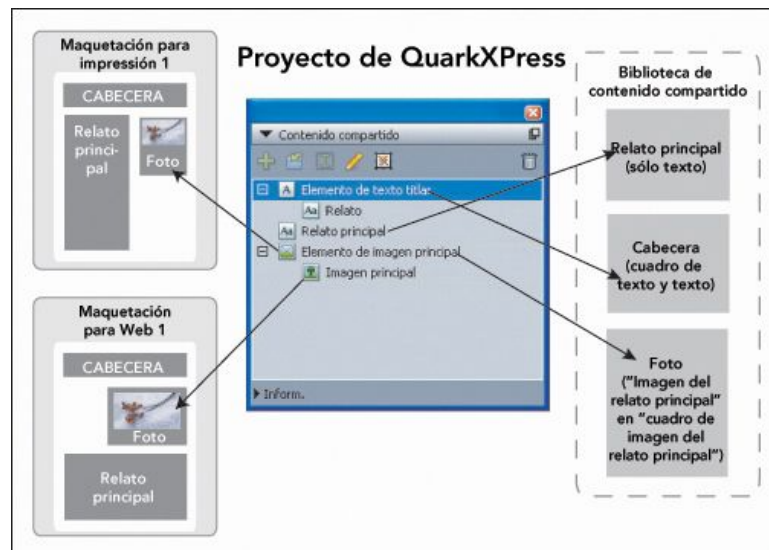 Maquetación para
impresión 1
CABECERA
Relato
princi-
pal
Foto
Maquetación
para Web 1
CABECERA
Foto
Relato
principal
Proyecto de QuarkXPress
Contenido compartido
Elemento de texto titlar
Aa Relato
Aa Relato principal
Elemento de imagen principal
Imagen principal
Inform.
Biblioteca de
contenido compartido
Relato principal
(sólo texto)
Cabecera
(cuadro de
texto y texto)
Foto
("Imagen del
relato principal"
en "cuadro de
imagen del
relato principal")